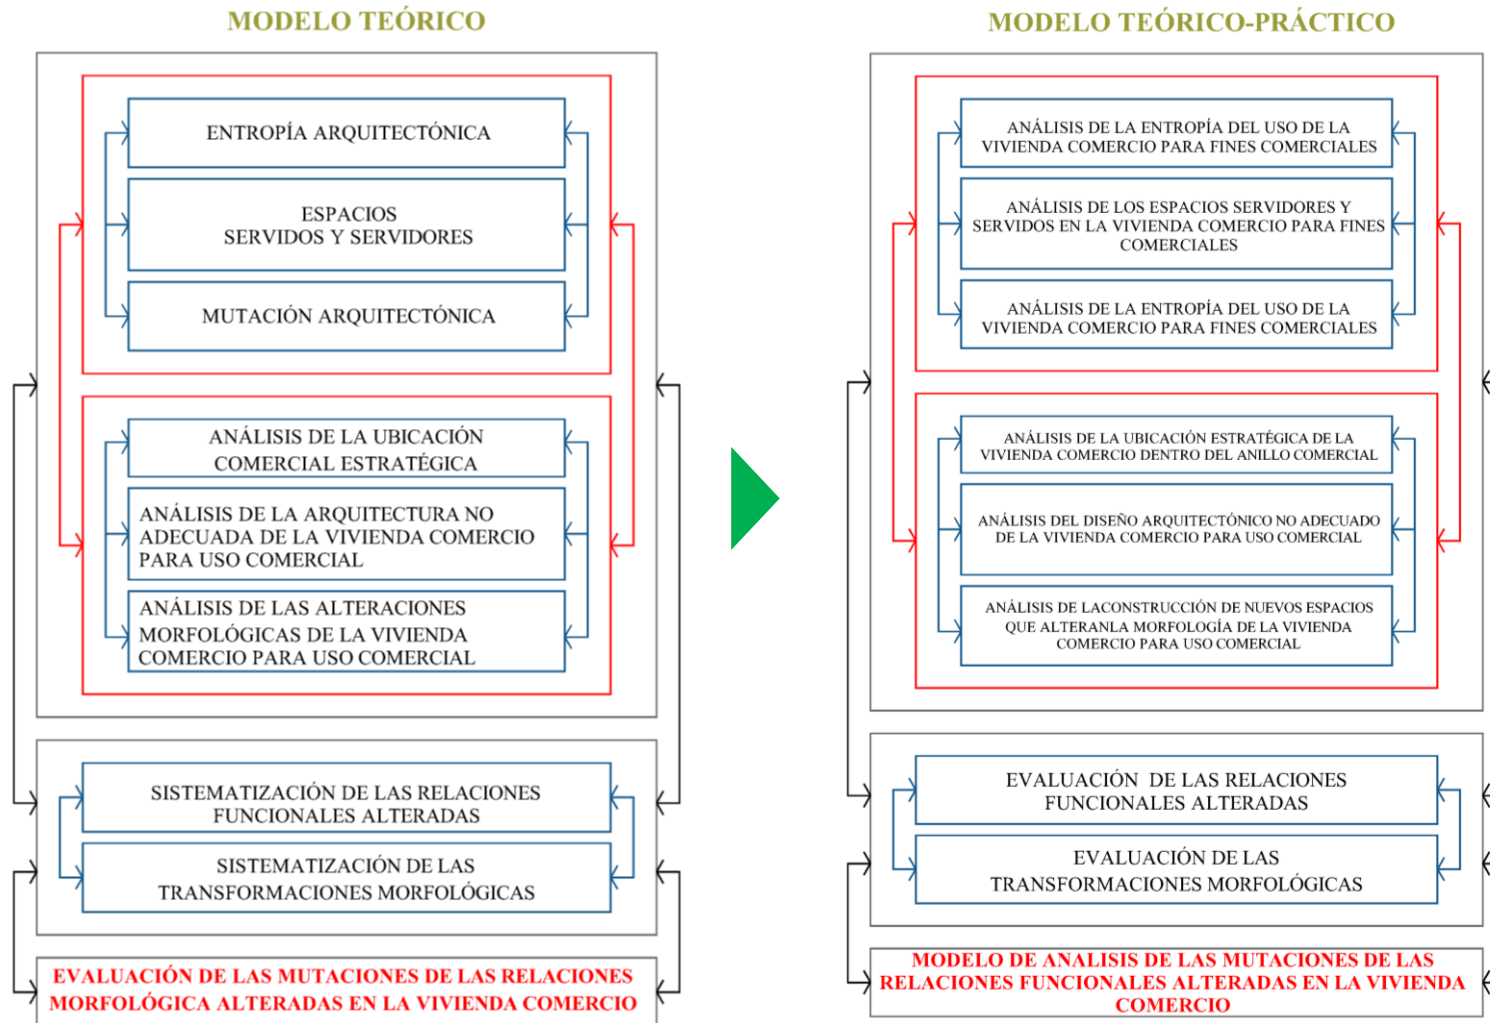 MODELO TEÓRICO
ENTROPÍA ARQUITECTÓNICA
ESPACIOS
SERVIDOS Y SERVIDORES
MUTACIÓN ARQUITECTÓNICA
ANÁLISIS DE LA UBICACIÓN
COMERCIAL ESTRATÉGICA
ANÁLISIS DE LA ARQUITECTURA NO
ADECUADA DE LA VIVIENDA COMERCIO
PARA USO COMERCIAL
ANÁLISIS DE LAS ALTERACIONES
MORFOLÓGICAS DE LA VIVIENDA
COMERCIO PARA USO COMERCIAL
SISTEMATIZACIÓN DE LAS RELACIONES
FUNCIONALES ALTERADAS
SISTEMATIZACIÓN DE LAS
TRANSFORMACIONES MORFOLÓGICAS
EVALUACIÓN DE LAS MUTACIONES DE LAS RELACIONES
MORFOLÓGICA ALTERADAS EN LA VIVIENDA COMERCIO
MODELO TEÓRICO-PRÁCTICO
ANÁLISIS DE LA ENTROPÍA DEL USO DE LA
VIVIENDA COMERCIO PARA FINES COMERCIALES
ANÁLISIS DE LOS ESPACIOS SERVIDORES Y
SERVIDOS EN LA VIVIENDA COMERCIO PARA FINES
COMERCIALES
ANÁLISIS DE LA ENTROPÍA DEL USO DE LA
VIVIENDA COMERCIO PARA FINES COMERCIALES
ANÁLISIS DE LA UBICACIÓN ESTRATÉGICA DE LA
VIVIENDA COMERCIO DENTRO DEL ANILLO COMERCIAL
ANÁLISIS DEL DISEÑO ARQUITECTÓNICO NO ADECUADO
DE LA VIVIENDA COMERCIO PARA USO COMERCIAL
ANÁLISIS DE LACONSTRUCCIÓN DE NUEVOS ESPACIOS
QUE ALTERANLA MORFOLOGÍA DE LA VIVIENDA
COMERCIO PARA USO COMERCIAL
EVALUACIÓN DE LAS RELACIONES
FUNCIONALES ALTERADAS
EVALUACIÓN DE LAS
TRANSFORMACIONES MORFOLÓGICAS
MODELO DE ANALISIS DE LAS MUTACIONES DE LAS
RELACIONES FUNCIONALES ALTERADAS EN LA VIVIENDA
COMERCIO